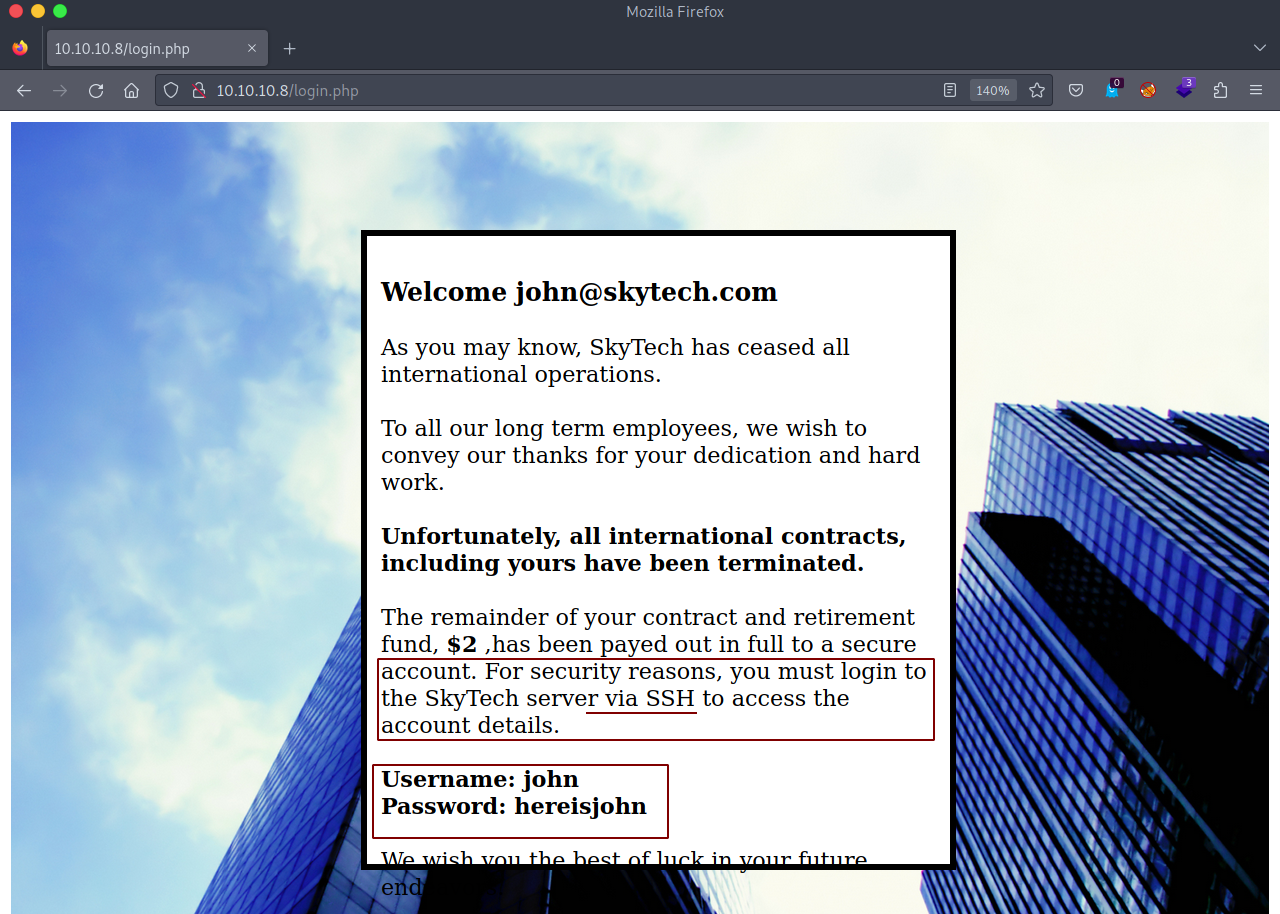 Mozilla Firefox
10.10.10.8/login.php
10.10.10.8/login.php
140%
0
3
Welcome john@skytech.com
As you may know, SkyTech has ceased all
international operations.
To all our long term employees, we wish to
convey our thanks for your dedication and hard
work.
Unfortunately, all international contracts,
including yours have been terminated.
The remainder of your contract and retirement
fund, $2 ,has been payed out in full to a secure
account. For security reasons, you must login to
the SkyTech server via SSH to access the
account details.
Username: john
Password: hereisjohn
We wish you the best of luck in your future